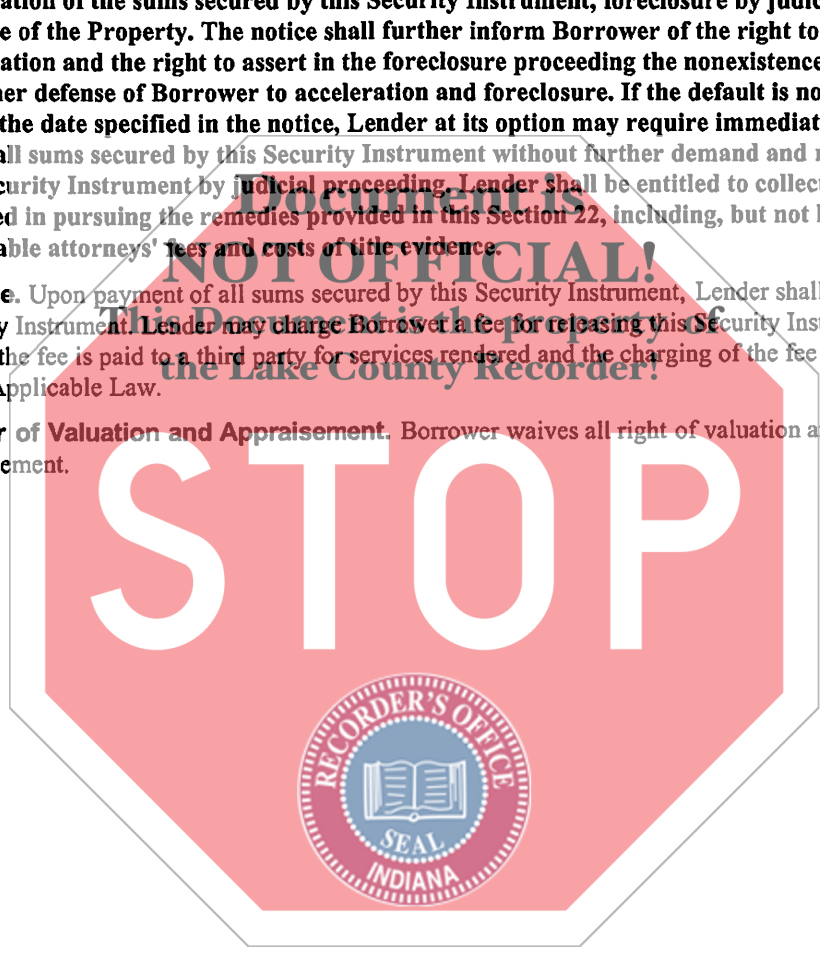 ation of the sums secured by this Security Instrument, foreclosure by judic
e of the Property. The notice shall further inform Borrower of the right to
ation and the right to assert in the foreclosure proceeding the nonexistence
her defense of Borrower to acceleration and foreclosure. If the default is no
the date specified in the notice, Lender at its option may require immediat
all sums secured by this Security Instrument without further demand and
curity Instrument by judicial proceeding. Lender shall be entitled to collec
ed in pursuing the remedies provided in this Section 22, including, but not
able attorneys' fees and costs of title evidence.
e. Upon payment of all sums secured by this Security Instrument, Lender shall
y Instrument. Lender may charge Borrower a fee for releasing this Security Inst
the fee is paid to a third party for services rendered and the charging of the fee
Applicable Law.
r of Valuation and Appraisement. Borrower waives all right of valuation a
ement.
Document is
NOT OFFICIAL!
This Document is the property of
the Lake County Recorder!
STOP
RECORDER'S OFFICE
SEAL
INDIANA